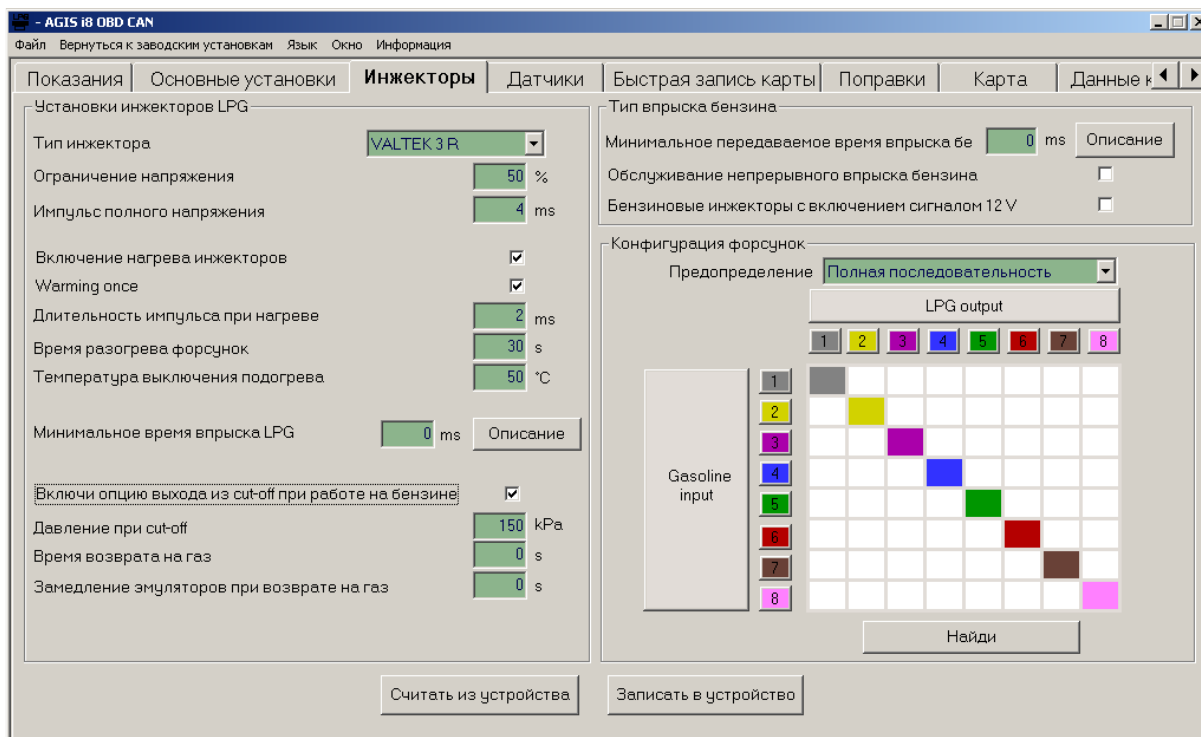 LPG - AGIS i8 OBD CAN
Файл Вернуться к заводским установкам Язык Окно Информация
Показания Основные установки Инжекторы Датчики Быстрая запись карты Поправки Карта Данные к
Установки инжекторов LPG
Тип инжектора VALTEK 3 R
Ограничение напряжения 50 %
Импульс полного напряжения 4 ms
Включение нагрева инжекторов
Warming once
Длительность импульса при нагреве 2 ms
Время разогрева форсунок 30 s
Температура выключения подогрева 50 °C
Минимальное время впрыска LPG 0 ms Описание
Включи опцию выхода из cut-off при работе на бензине
Давление при cut-off 150 kPa
Время возврата на газ 0 s
Замедление эмуляторов при возврате на газ 0 s
Тип впрыска бензина
Минимальное передаваемое время впрыска бе 0 ms Описание
Обслуживание непрерывного впрыска бензина
Бензиновые инжекторы с включением сигналом 12 V
Конфигурация форсунок
Предопределение Полная последовательность
LPG output
1 2 3 4 5 6 7 8
Gasoline
input
1
2
3
4
5
6
7
8
Найди
Считать из устройства Записать в устройство